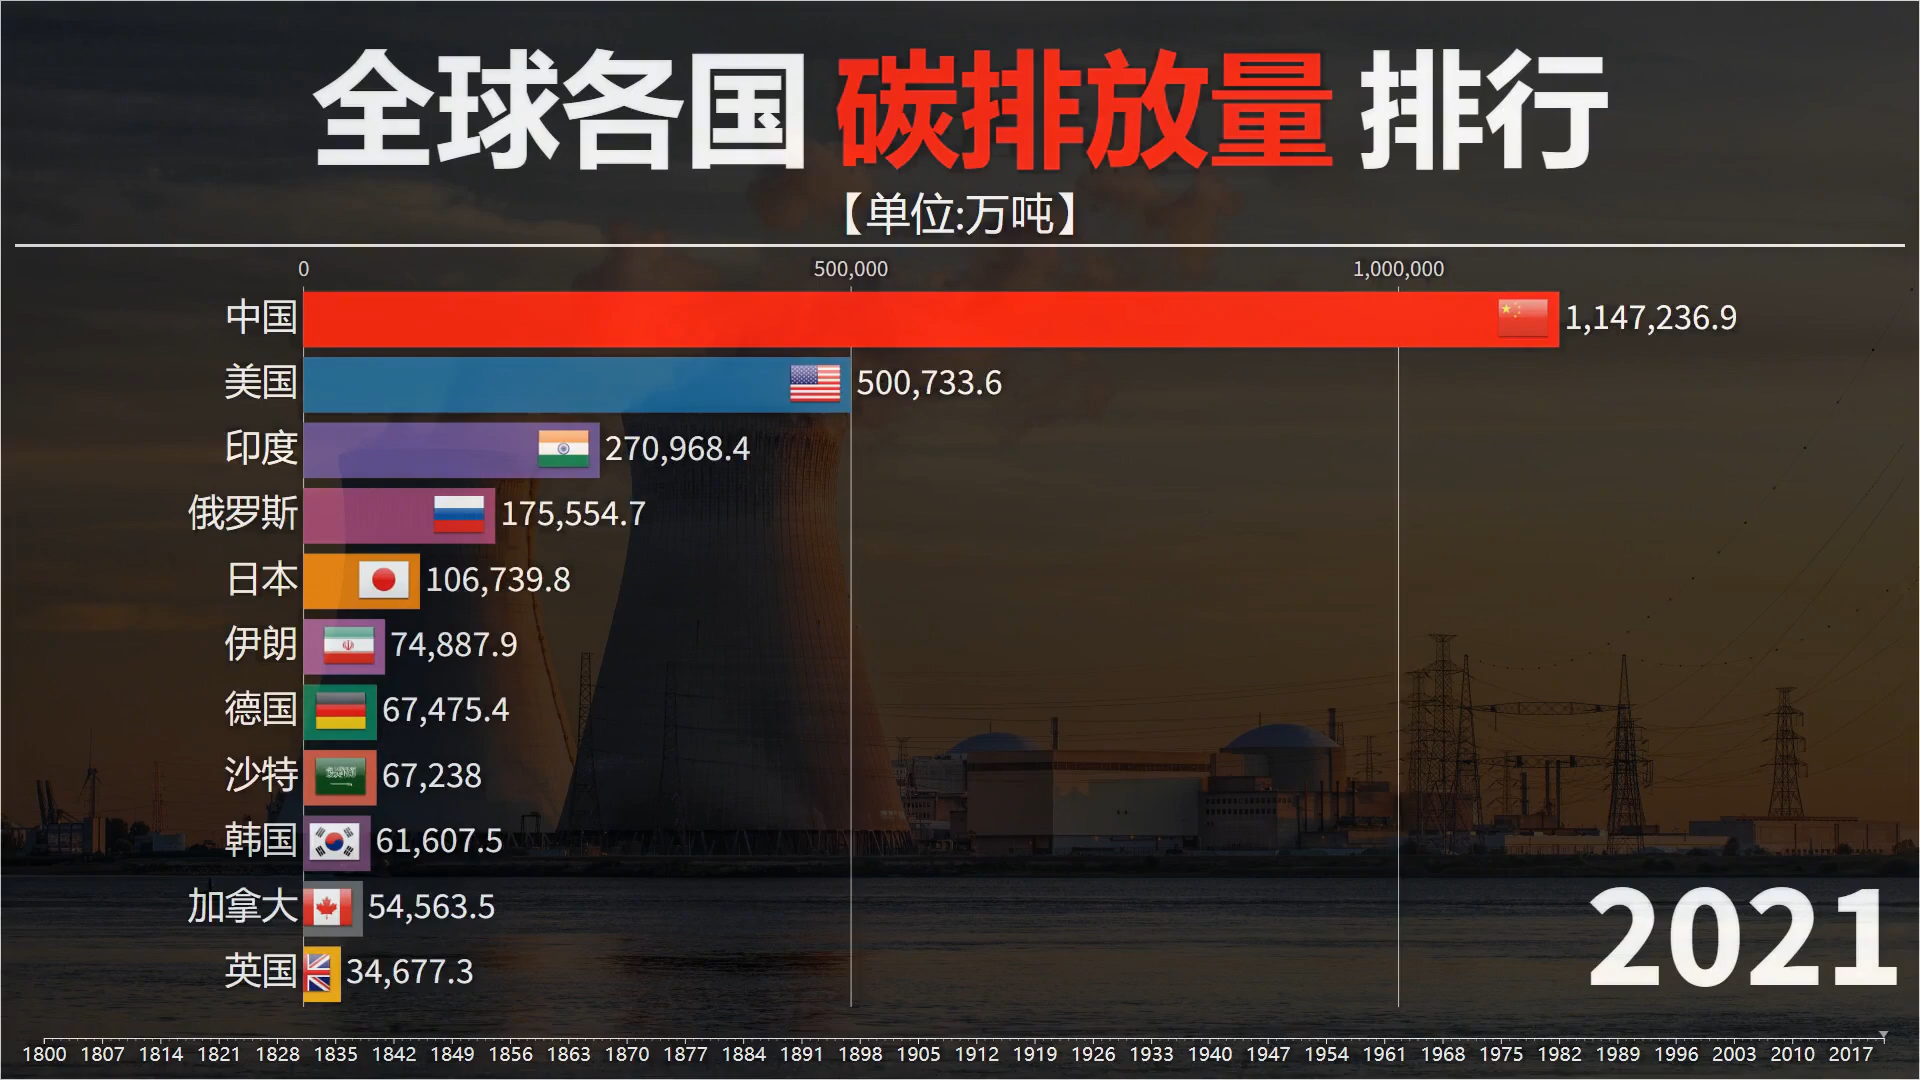 全球各国 碳排放量 排行
【单位:万吨】
0 500,000 1,000,000
中国 1,147,236.9
美国 500,733.6
印度 270,968.4
俄罗斯 175,554.7
日本 106,739.8
伊朗 74,887.9
德国 67,475.4
沙特 67,238
韩国 61,607.5
加拿大 54,563.5
英国 34,677.3
2021
1800 1807 1814 1821 1828 1835 1842 1849 1856 1863 1870 1877 1884 1891 1898 1905 1912 1919 1926 1933 1940 1947 1954 1961 1968 1975 1982 1989 1996 2003 2010 2017